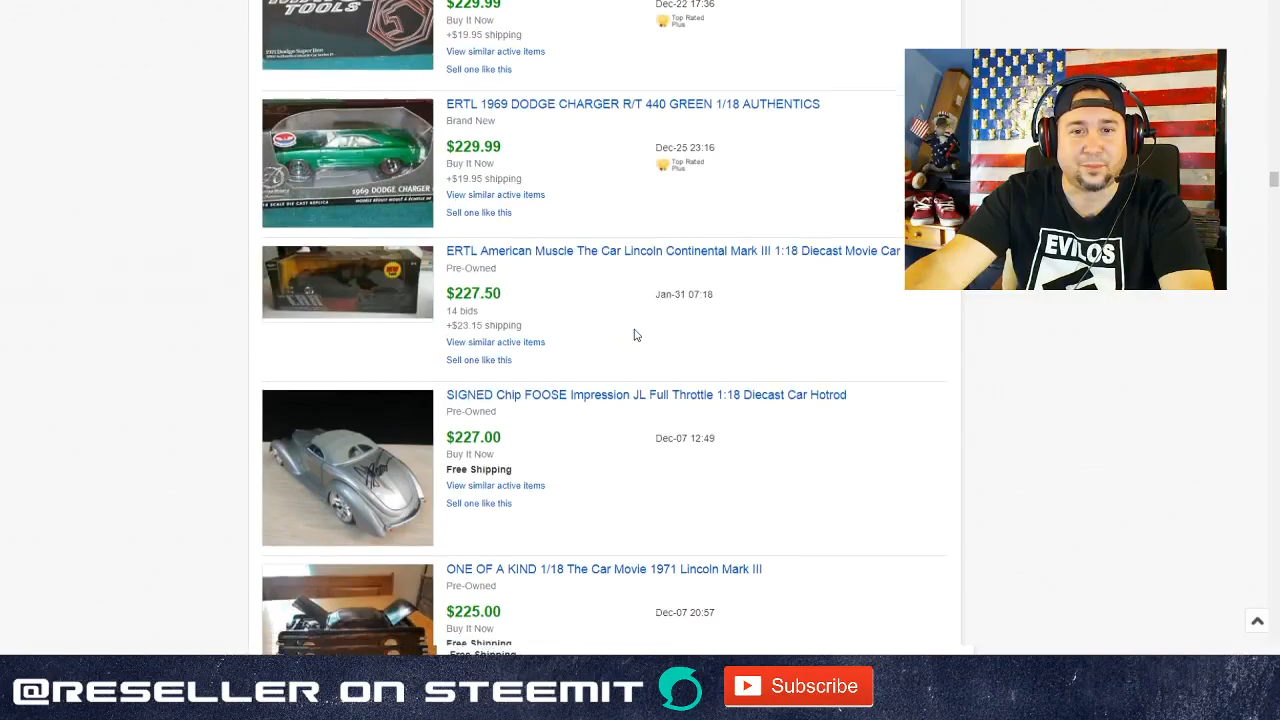 TOOLS
$229.99
Buy It Now
+$19.95 shipping
View similar active items
Sell one like this
Dec-22 17:36
Top Rated
Plus
ERTL 1969 DODGE CHARGER R/T 440 GREEN 1/18 AUTHENTICS
Brand New
$229.99
Buy It Now
+$19.95 shipping
View similar active items
Sell one like this
Dec-25 23:16
Top Rated
Plus
1969 DODGE CHARGER
ERTL American Muscle The Car Lincoln Continental Mark III 1:18 Diecast Movie Car
Pre-Owned
$227.50
14 bids
+$23.15 shipping
View similar active items
Sell one like this
Jan-31 07:18
SIGNED Chip FOOSE Impression JL Full Throttle 1:18 Diecast Car Hotrod
Pre-Owned
$227.00
Buy It Now
Free Shipping
View similar active items
Sell one like this
Dec-07 12:49
ONE OF A KIND 1/18 The Car Movie 1971 Lincoln Mark III
Pre-Owned
$225.00
Buy It Now
Free Shipping
Dec-07 20:57
@RESELLER ON STEEMIT
Subscribe